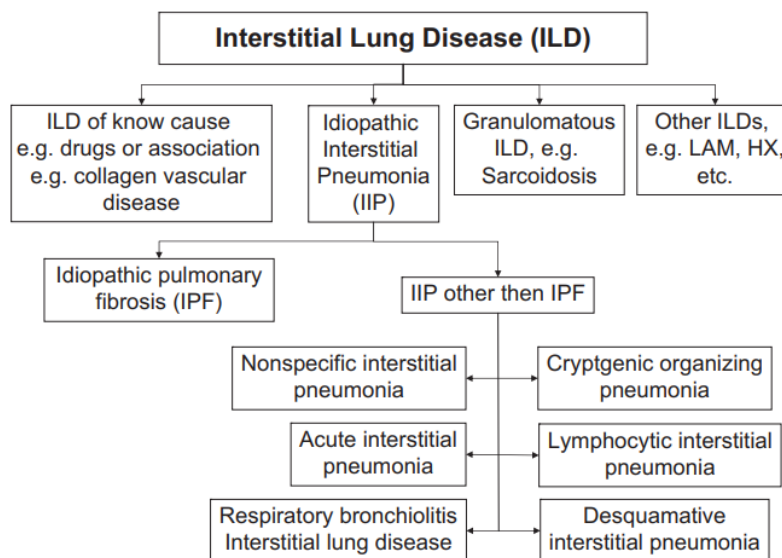 Interstitial Lung Disease (ILD)
ILD of know cause
e.g. drugs or association
e.g. collagen vascular
disease
Idiopathic
Interstitial
Pneumonia
(IIP)
Granulomatous
ILD, e.g.
Sarcoidosis
Other ILDs,
e.g. LAM, HX,
etc.
Idiopathic pulmonary
fibrosis (IPF)
IIP other then IPF
Nonspecific interstitial
pneumonia
Cryptgenic organizing
pneumonia
Acute interstitial
pneumonia
Lymphocytic interstitial
pneumonia
Respiratory bronchiolitis
Interstitial lung disease
Desquamative
interstitial pneumonia